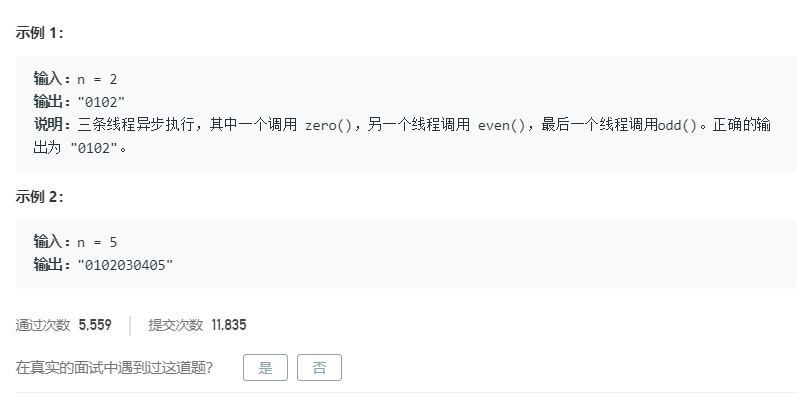 示例 1：
输入：n = 2
输出："0102"
说明：三条线程异步执行，其中一个调用 zero()，另一个线程调用 even()，最后一个线程调用odd()。正确的输
出为 "0102"。
示例 2：
输入：n = 5
输出："0102030405"
通过次数 5,559 提交次数 11,835
在真实的面试中遇到过这道题？ 是 否